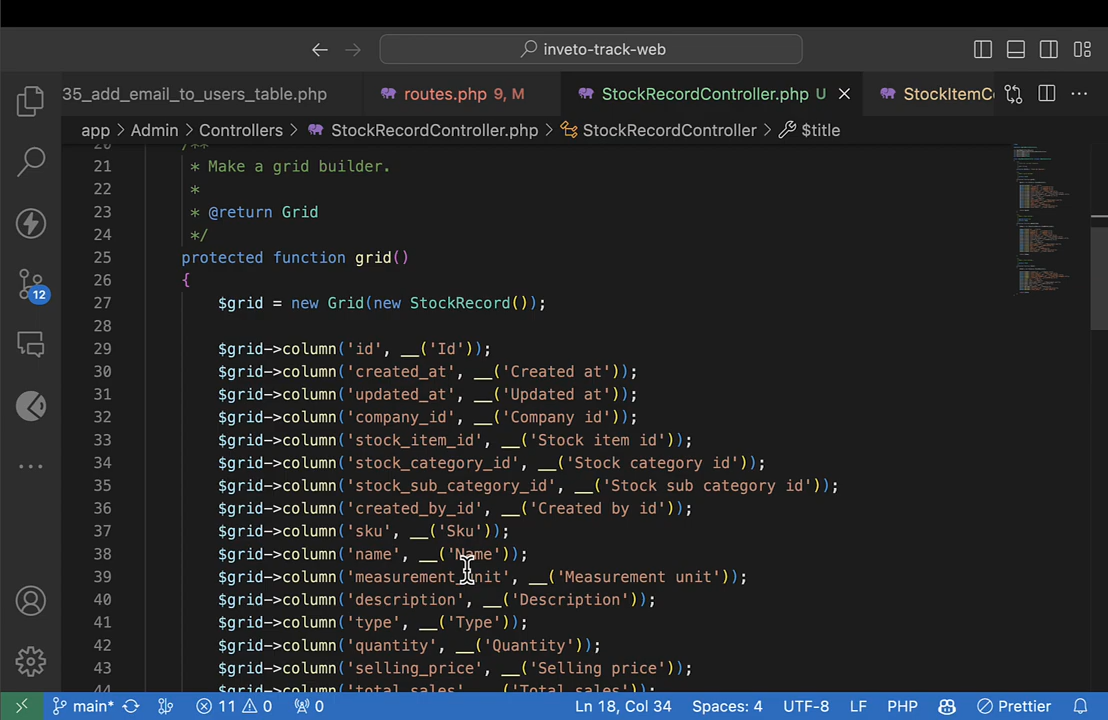 inveto-track-web
35_add_email_to_users_table.php
routes.php 9, M
StockRecordController.php U
StockItemC
app > Admin > Controllers > StockRecordController.php > StockRecordController > $title
20 /**
21 * Make a grid builder.
22 *
23 * @return Grid
24 */
25 protected function grid()
26 {
27 $grid = new Grid(new StockRecord());
28
29 $grid->column('id', __('Id'));
30 $grid->column('created_at', __('Created at'));
31 $grid->column('updated_at', __('Updated at'));
32 $grid->column('company_id', __('Company id'));
33 $grid->column('stock_item_id', __('Stock item id'));
34 $grid->column('stock_category_id', __('Stock category id'));
35 $grid->column('stock_sub_category_id', __('Stock sub category id'));
36 $grid->column('created_by_id', __('Created by id'));
37 $grid->column('sku', __('Sku'));
38 $grid->column('name', __('Name'));
39 $grid->column('measurement_unit', __('Measurement unit'));
40 $grid->column('description', __('Description'));
41 $grid->column('type', __('Type'));
42 $grid->column('quantity', __('Quantity'));
43 $grid->column('selling_price', __('Selling price'));
44 $grid->column('total_sales', __('Total sales'));
12
main* 11 0 0 Ln 18, Col 34 Spaces: 4 UTF-8 LF PHP Prettier